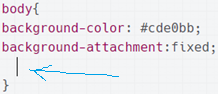 body{
background-color: #cde0bb;
background-attachment:fixed;
}